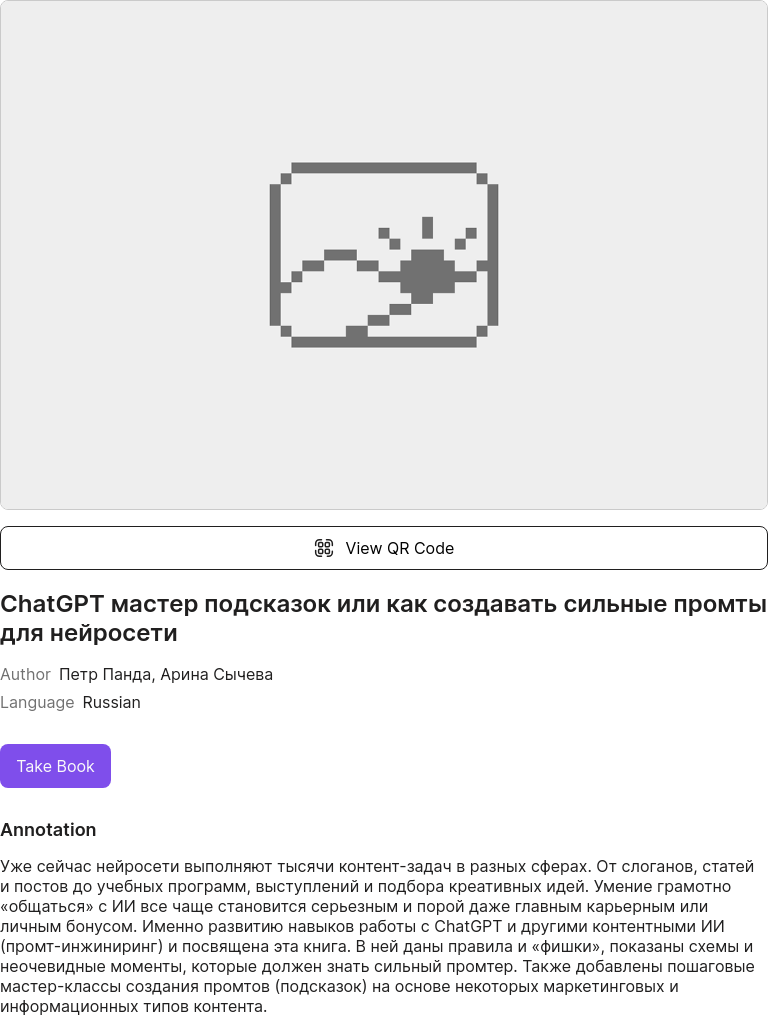 View QR Code
ChatGPT мастер подсказок или как создавать сильные промты
для нейросети
Author Петр Панда, Арина Сычева
Language Russian
Take Book
Annotation
Уже сейчас нейросети выполняют тысячи контент-задач в разных сферах. От слоганов, статей
и постов до учебных программ, выступлений и подбора креативных идей. Умение грамотно
«общаться» с ИИ все чаще становится серьезным и порой даже главным карьерным или
личным бонусом. Именно развитию навыков работы с ChatGPT и другими контентными ИИ
(промт-инжиниринг) и посвящена эта книга. В ней даны правила и «фишки», показаны схемы и
неочевидные моменты, которые должен знать сильный промтер. Также добавлены пошаговые
мастер-классы создания промтов (подсказок) на основе некоторых маркетинговых и
информационных типов контента.